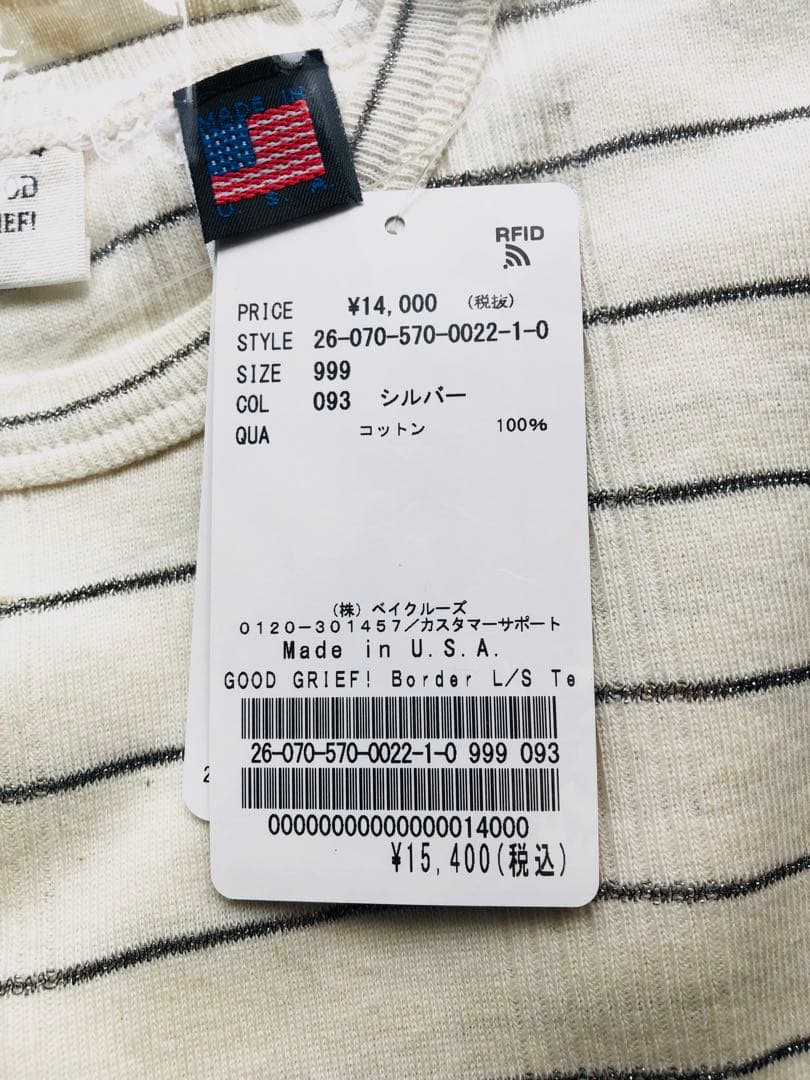 MADE IN
U. S. A.
OD
IEF!
RFID
PRICE ¥14,000 (税抜)
STYLE 26-070-570-0022-1-0
SIZE 999
COL 093 シルバー
QUA コットン 100%
(株) ベイクルーズ
0120-301457/カスタマーサポート
Made in U.S.A.
GOOD GRIEF! Border L/S Te
26-070-570-0022-1-0 999 093
2
00000000000000014000
¥15,400(税込)